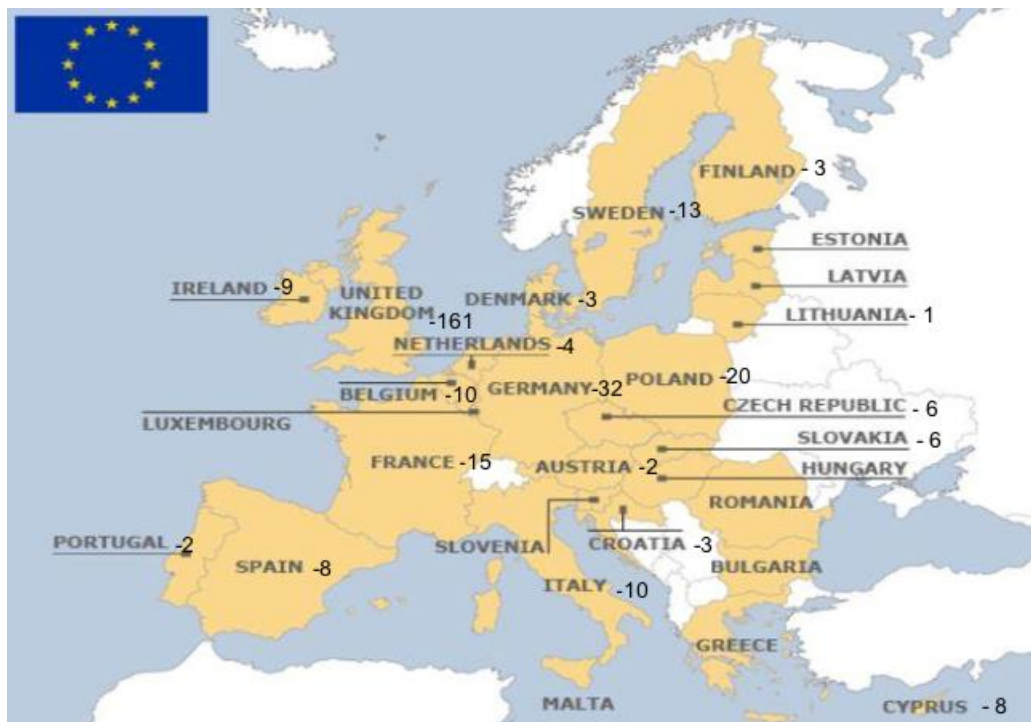 FINLAND - 3
SWEDEN -13
ESTONIA
LATVIA
IRELAND -9
UNITED
KINGDOM -161
DENMARK -3
LITHUANIA- 1
NETHERLANDS -4
BELGIUM -10
GERMANY-32
POLAND -20
LUXEMBOURG
CZECH REPUBLIC - 6
SLOVAKIA - 6
FRANCE -15
AUSTRIA -2
HUNGARY
ROMANIA
PORTUGAL -2
SLOVENIA
CROATIA -3
SPAIN -8
ITALY -10
BULGARIA
GREECE
MALTA
CYPRUS - 8